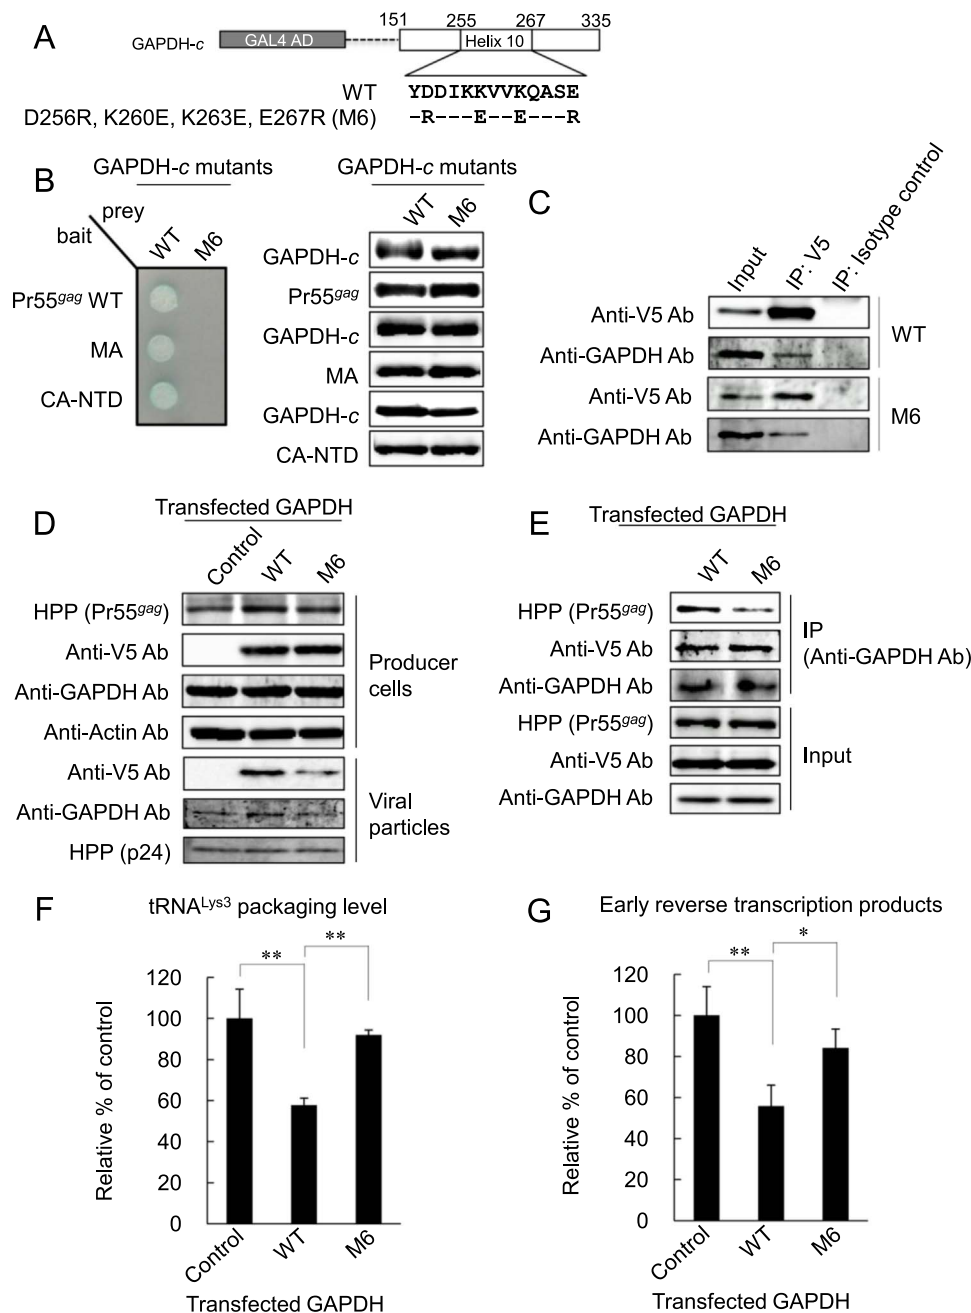 A
151 255 267 335
GAPDH-c GAL4 AD Helix 10
WT YDDIKKVVKQASE
D256R, K260E, K263E, E267R (M6) -R---E--E---R
B
GAPDH-c mutants
prey
bait
WT M6
Pr55gag WT
MA
CA-NTD
GAPDH-c mutants
WT M6
GAPDH-c
Pr55gag
GAPDH-c
MA
GAPDH-c
CA-NTD
C
Input IP: V5 IP: Isotype control
Anti-V5 Ab
Anti-GAPDH Ab
WT
Anti-V5 Ab
Anti-GAPDH Ab
M6
D
Transfected GAPDH
Control WT M6
HPP (Pr55gag)
Anti-V5 Ab
Anti-GAPDH Ab
Anti-Actin Ab
Producer
cells
Anti-V5 Ab
Anti-GAPDH Ab
HPP (p24)
Viral
particles
E
Transfected GAPDH
WT M6
HPP (Pr55gag)
Anti-V5 Ab
Anti-GAPDH Ab
IP
(Anti-GAPDH Ab)
HPP (Pr55gag)
Anti-V5 Ab
Anti-GAPDH Ab
Input
F
tRNALys3 packaging level
** **
Relative % of control
120
100
80
60
40
20
0
Control WT M6
Transfected GAPDH
G
Early reverse transcription products
** *
Relative % of control
120
100
80
60
40
20
0
Control WT M6
Transfected GAPDH